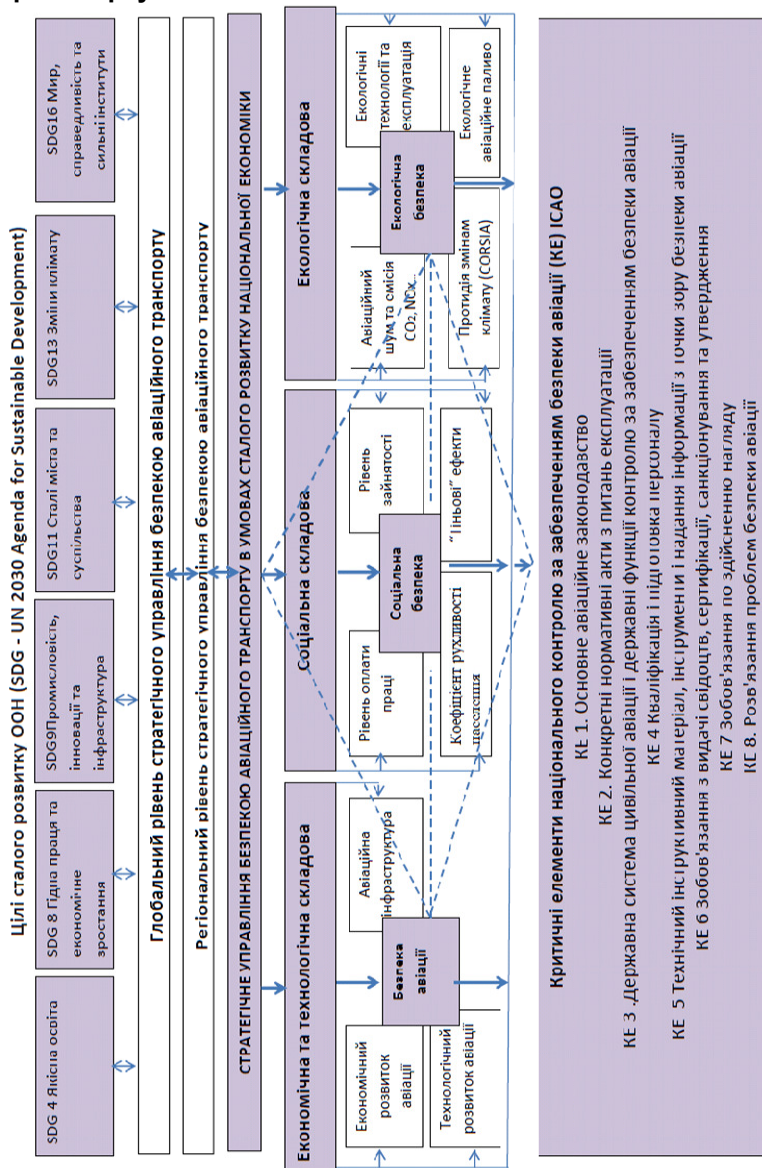 Цілі сталого розвитку ООН (SDG - UN 2030 Agenda for Sustainable Development)
SDG 4 Якісна освіта
SDG 8 Гідна праця та
економічне
зростання
SDG9Промисловість,
інновації та
інфраструктура
SDG11 Сталі міста та
суспільства
SDG13 Зміни клімату
SDG16 Мир,
справедливість та
сильні інститути
Глобальний рівень стратегічного управління безпекою авіаційного транспорту
Регіональний рівень стратегічного управління безпекою авіаційного транспорту
СТРАТЕГІЧНЕ УПРАВЛІННЯ БЕЗПЕКОЮ АВІАЦІЙНОГО ТРАНСПОРТУ В УМОВАХ СТАЛОГО РОЗВИТКУ НАЦІОНАЛЬНОЇ ЕКОНОМІКИ
Економічна та технологічна складова
Економічний
розвиток
авіації
Авіаційна
інфраструктура
Безпека
авіації
Технологічний
розвиток авіації
Соціальна складова
Рівень оплати
праці
Рівень
зайнятості
Соціальна
безпека
Коефіцієнт рухливості
населення
"Тіньові" ефекти
Екологічна складова
Авіаційний
шум та емісія
CO₂, NOx...
Екологічні
технології та
експлуатація
Екологічна
безпека
Протидія змінам
клімату (CORSIA)
Екологічне
авіаційне паливо
Критичні елементи національного контролю за забезпеченням безпеки авіації (КЕ) ІСАО
КЕ 1. Основне авіаційне законодавство
КЕ 2. Конкретні нормативні акти з питань експлуатації
КЕ 3 .Державна система цивільної авіації і державні функції контролю за забезпеченням безпеки авіації
КЕ 4 Кваліфікація і підготовка персоналу
КЕ 5 Технічний інструктивний матеріал, інструменти і надання інформації з точки зору безпеки авіації
КЕ 6 Зобов'язання з видачі свідоцтв, сертифікації, санкціонування та утвердження
КЕ 7 Зобов'язання по здійсненню нагляду
КЕ 8. Розв'язання проблем безпеки авіації